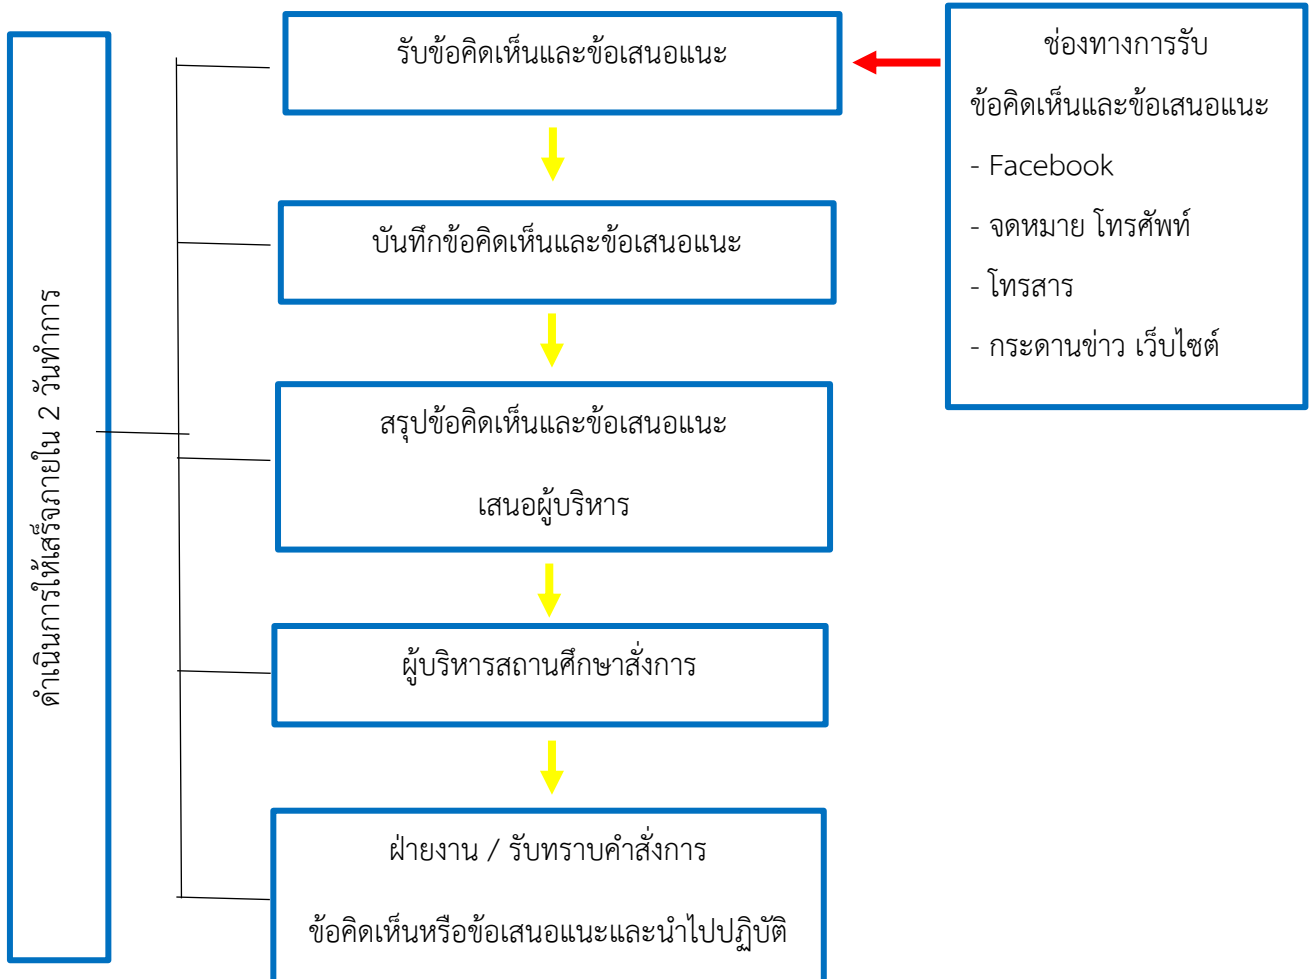 รับข้อคิดเห็นและข้อเสนอแนะ
ช่องทางการรับ
ข้อคิดเห็นและข้อเสนอแนะ
- Facebook
- จดหมาย โทรศัพท์
- โทรสาร
- กระดานข่าว เว็บไซต์
บันทึกข้อคิดเห็นและข้อเสนอแนะ
สรุปข้อคิดเห็นและข้อเสนอแนะ
เสนอผู้บริหาร
ผู้บริหารสถานศึกษาสั่งการ
ฝ่ายงาน / รับทราบคำสั่งการ
ข้อคิดเห็นหรือข้อเสนอแนะและนำไปปฏิบัติ
ดำเนินการให้เสร็จภายใน 2 วันทำการ